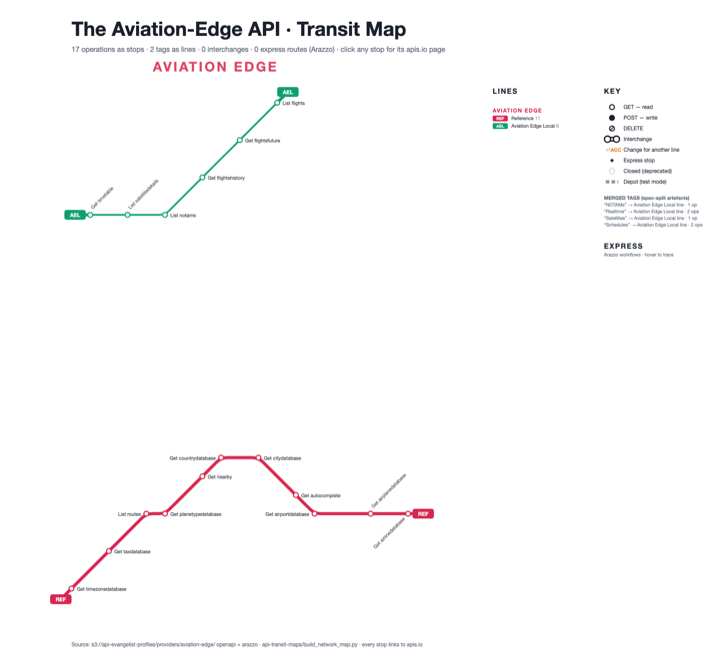 The Aviation-Edge API · Transit Map
17 operations as stops · 2 tags as lines · 0 interchanges · 0 express routes (Arazzo) · click any stop for its apis.io page
AVIATION EDGE
AEL
List flights
Get flightsfuture
Get flightshistory
Get timetable
List satellitedetails
AEL
List notams
LINES
AVIATION EDGE
REF Reference 11
AEL Aviation Edge Local 6
KEY
GET — read
POST — write
DELETE
Interchange
↔ACC Change for another line
Express stop
Closed (deprecated)
Depot (test mode)
MERGED TAGS (spec-split artefacts)
"NOTAMs" → Aviation Edge Local line · 1 op
"Realtime" → Aviation Edge Local line · 2 ops
"Satellites" → Aviation Edge Local line · 1 op
"Schedules" → Aviation Edge Local line · 2 ops
EXPRESS
Arazzo workflows · hover to trace
Get countrydatabase
Get citydatabase
Get nearby
Get airplanedatabase
Get autocomplete
List routes
Get planetypedatabase
Get airportdatabase
REF
Get airlinedatabase
Get taxdatabase
Get timezonedatabase
REF
Source: s3://api-evangelist-profiles/providers/aviation-edge/ openapi + arazzo · api-transit-maps/build_network_map.py · every stop links to apis.io